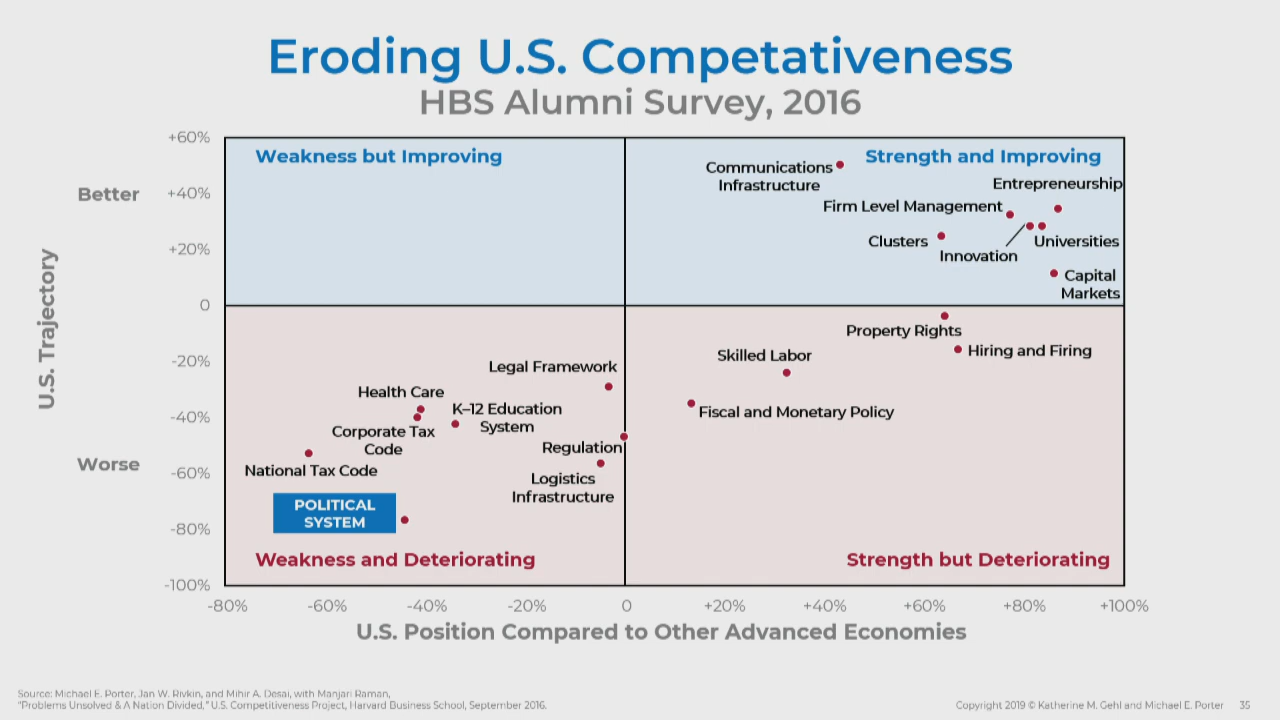 Eroding U.S. Competativeness
HBS Alumni Survey, 2016
+60%
+40%
+20%
0
-20%
-40%
-60%
-80%
-100%
Better
Worse
U.S. Trajectory
Weakness but Improving
Strength and Improving
Communications
Infrastructure
Entrepreneurship
Firm Level Management
Clusters
Innovation
Universities
Capital
Markets
Property Rights
Hiring and Firing
Skilled Labor
Fiscal and Monetary Policy
Legal Framework
Health Care
K–12 Education
System
Corporate Tax
Code
Regulation
National Tax Code
Logistics
Infrastructure
POLITICAL
SYSTEM
Weakness and Deteriorating
Strength but Deteriorating
-80%
-60%
-40%
-20%
0
+20%
+40%
+60%
+80%
+100%
U.S. Position Compared to Other Advanced Economies
Source: Michael E. Porter, Jan W. Rivkin, and Mihir A. Desai, with Manjari Raman,
"Problems Unsolved & A Nation Divided," U.S. Competitiveness Project, Harvard Business School, September 2016.
Copyright 2019 © Katherine M. Gehl and Michael E. Porter
35